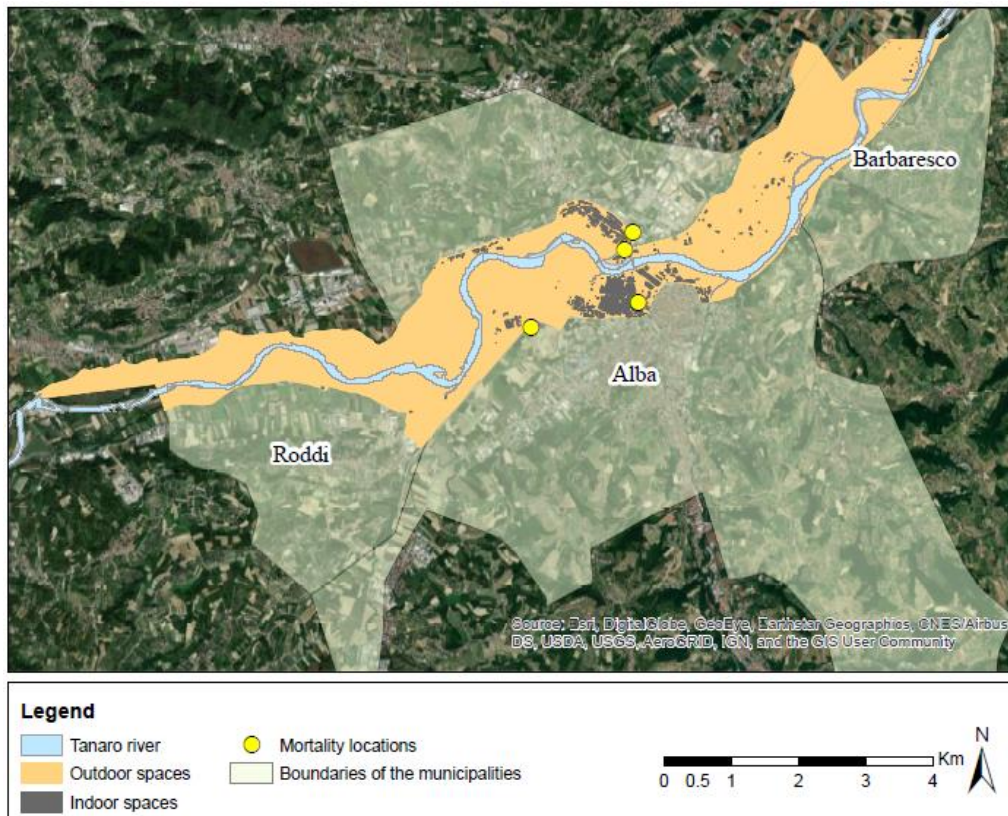 Barbaresco
Alba
Roddi
Source: Esri, DigitalGlobe, GeoEye, Earthstar Geographics, CNES/Airbus
DS, USDA, USGS, AeroGRID, IGN, and the GIS User Community
Legend
Tanaro river
Outdoor spaces
Indoor spaces
Mortality locations
Boundaries of the municipalities
N
Km
0 0.5 1 2 3 4